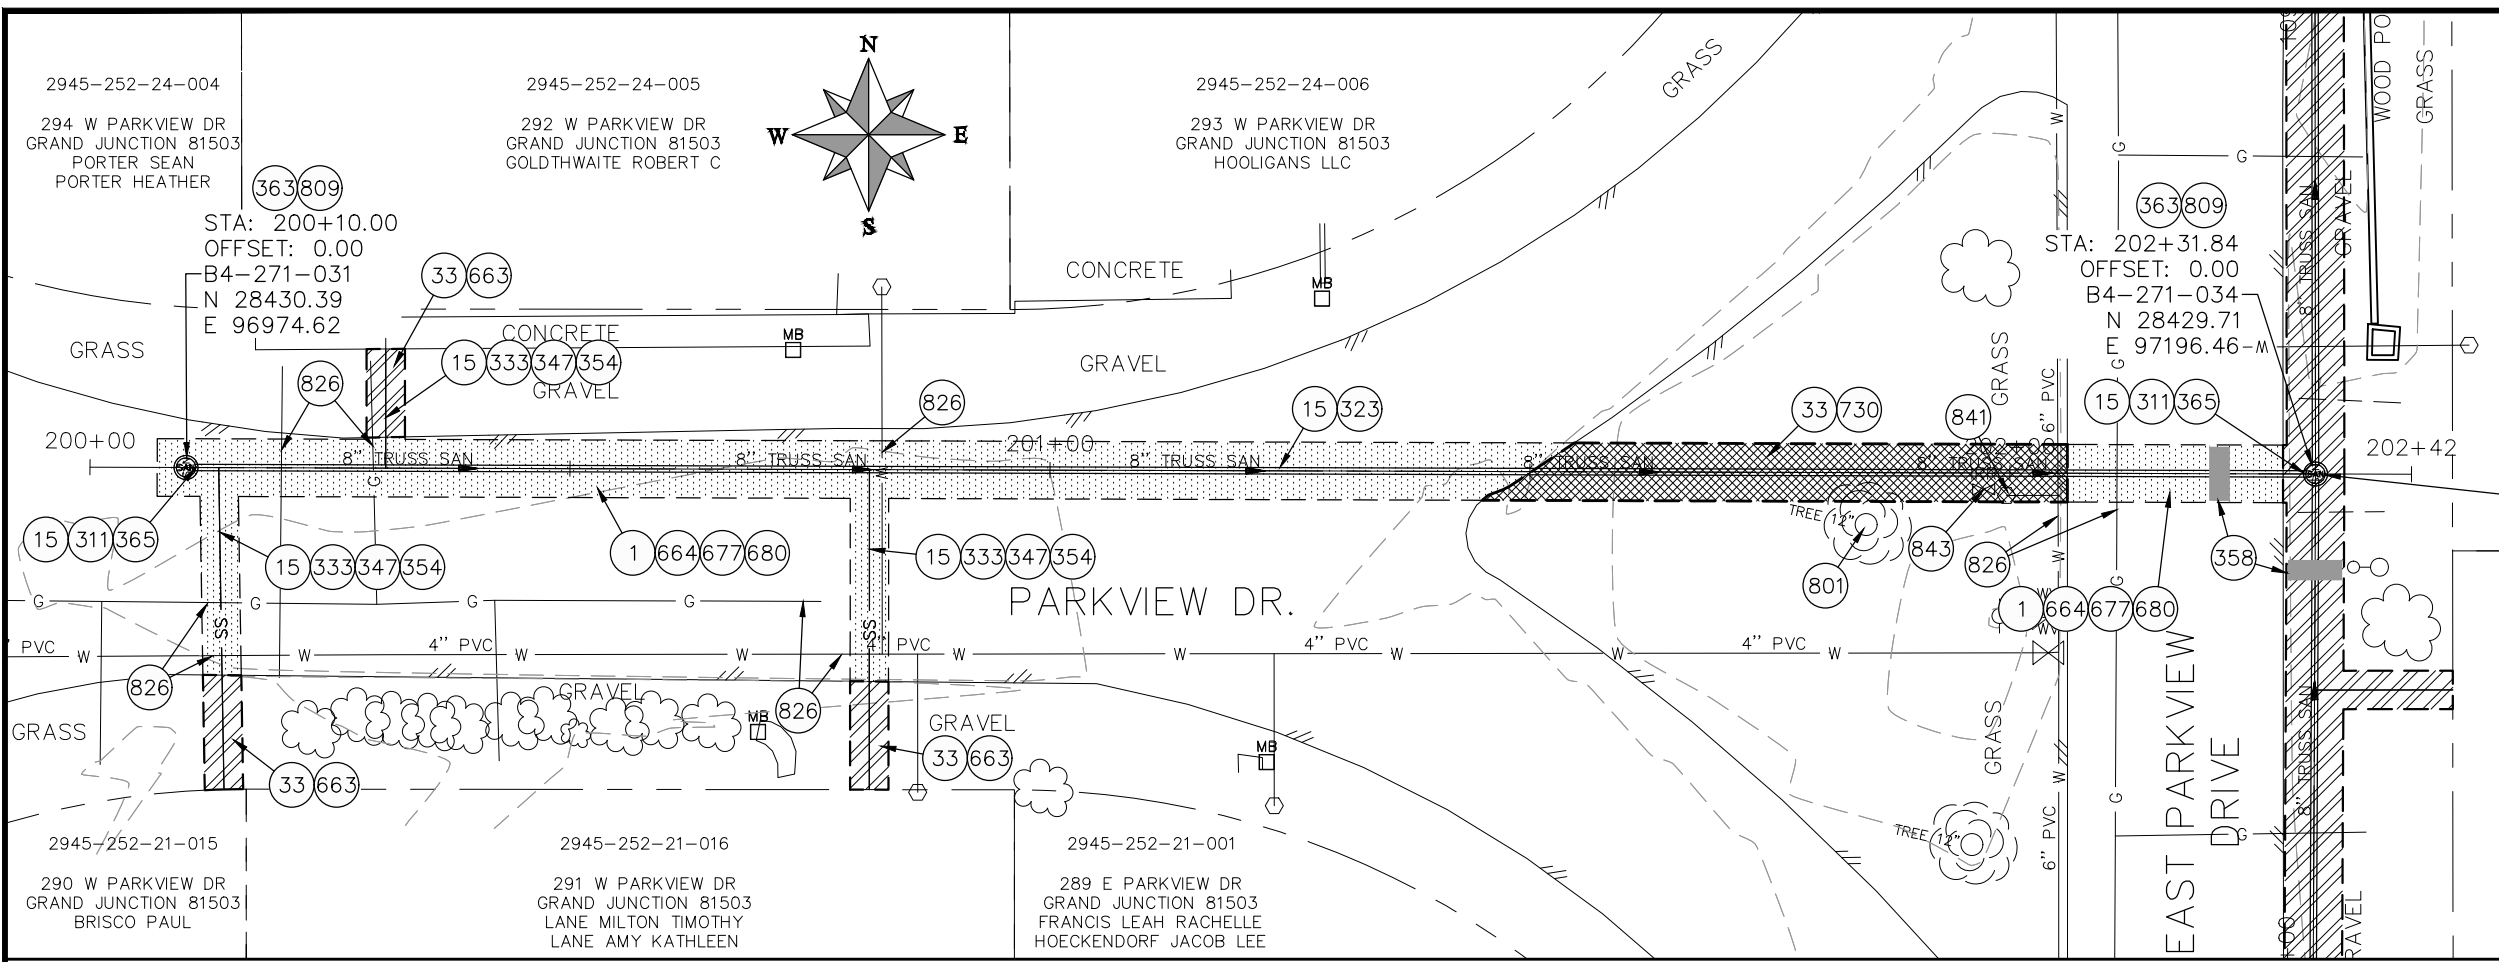 2945-252-24-004
294 W PARKVIEW DR
GRAND JUNCTION 81503
PORTER SEAN
PORTER HEATHER
2945-252-24-005
292 W PARKVIEW DR
GRAND JUNCTION 81503
GOLDTHWAITE ROBERT C
N
W
E
S
2945-252-24-006
293 W PARKVIEW DR
GRAND JUNCTION 81503
HOOLIGANS LLC
GRASS
WOOD PO
GRASS
GRAVEL
363 809
STA: 200+10.00
OFFSET: 0.00
B4-271-031
N 28430.39
E 96974.62
33 663
CONCRETE
MB
CONCRETE
MB
GRASS
15 333 347 354
GRAVEL
GRAVEL
363 809
STA: 202+31.84
OFFSET: 0.00
B4-271-034
N 28429.71
E 97196.46
W
W
G
G
G
GRASS
6" PVC
826
826
15 323
33 730
841
15 311 365
200+00
201+00
202+42
8" TRUSS SAN
8" TRUSS SAN
8" TRUSS SAN
8" TRUSS SAN
8" TRUSS SAN
8" TRUSS SAN
8" TRUSS SAN
SAN
SAN
G
W
15 311 365
15 333 347 354
1 664 677 680
15 333 347 354
TREE 12"
801
843
826
358
1 664 677 680
G G G G
W
G
SS
SS
PARKVIEW DR.
PVC W W 4" PVC W W 4" PVC W W 4" PVC W 4" PVC W
826
826
GRASS
GRAVEL
MB
GRAVEL
33 663
33 663
MB
GRASS
W
G
G
TREE 12"
6" PVC
EAST PARKVIEW
DRIVE
8" TRUSS SAN
RAVEL
2945-252-21-015
290 W PARKVIEW DR
GRAND JUNCTION 81503
BRISCO PAUL
2945-252-21-016
291 W PARKVIEW DR
GRAND JUNCTION 81503
LANE MILTON TIMOTHY
LANE AMY KATHLEEN
2945-252-21-001
289 E PARKVIEW DR
GRAND JUNCTION 81503
FRANCIS LEAH RACHELLE
HOECKENDORF JACOB LEE